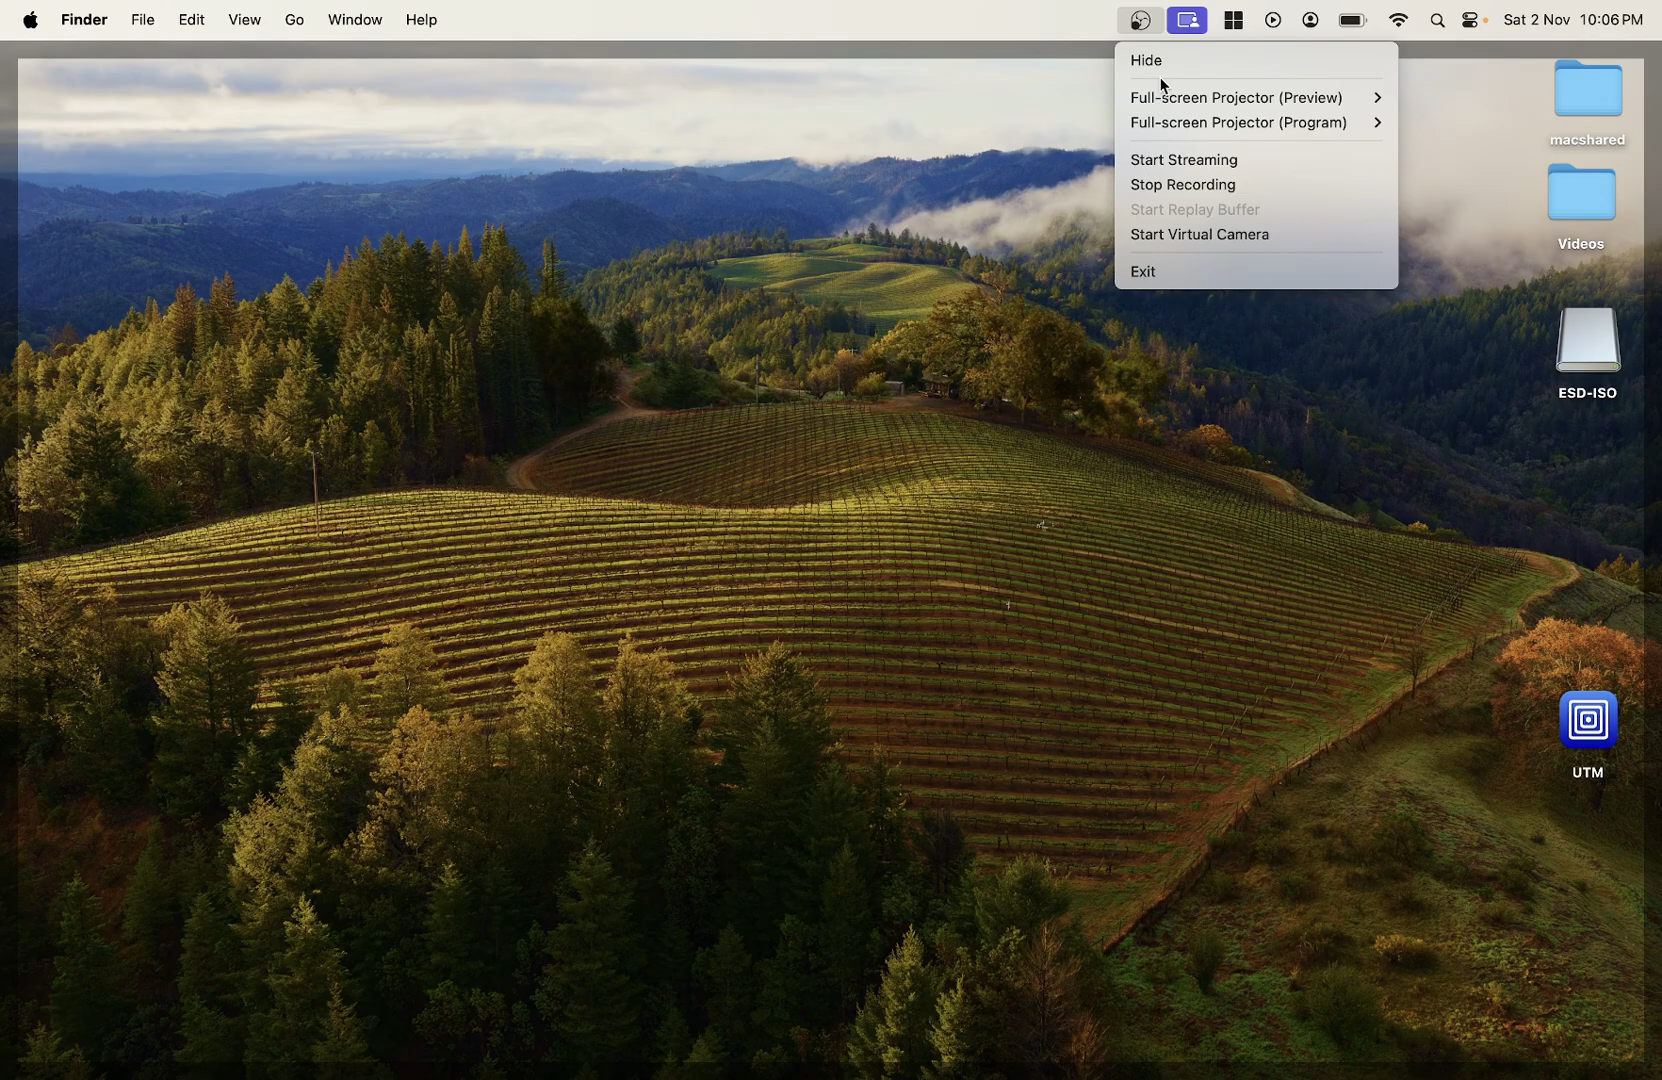 Finder File Edit View Go Window Help Sat 2 Nov 10:06 PM
Hide
Full-screen Projector (Preview)
Full-screen Projector (Program)
Start Streaming
Stop Recording
Start Replay Buffer
Start Virtual Camera
Exit
macshared
Videos
ESD-ISO
UTM